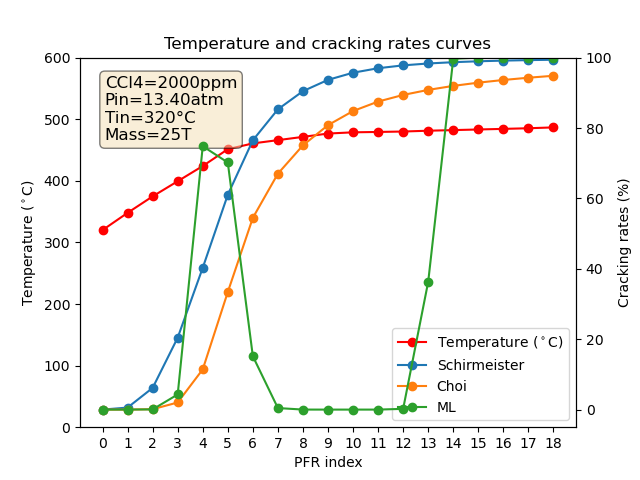 Temperature and cracking rates curves
CCl4=2000ppm
Pin=13.40atm
Tin=320°C
Mass=25T
Temperature (°C)
600
500
400
300
200
100
0
100
80
60
40
20
0
Cracking rates (%)
Temperature (°C)
Schirmeister
Choi
ML
0 1 2 3 4 5 6 7 8 9 10 11 12 13 14 15 16 17 18
PFR index